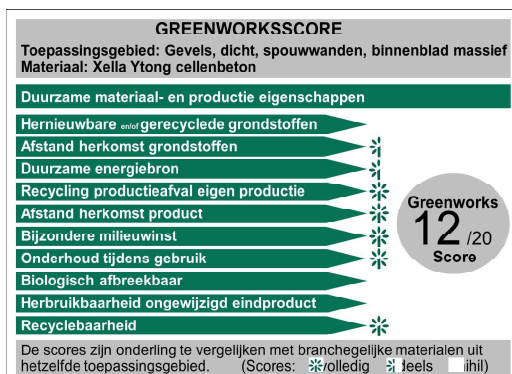 GREENWORKSSCORE
Toepassingsgebied: Gevels, dicht, spouwwanden, binnenblad massief
Materiaal: Xella Ytong cellenbeton
Duurzame materiaal- en productie eigenschappen
Hernieuwbare en/of gerecyclede grondstoffen
Afstand herkomst grondstoffen
Duurzame energiebron
Recycling productieafval eigen productie
Afstand herkomst product
Bijzondere milieuwinst
Onderhoud tijdens gebruik
Biologisch afbreekbaar
Herbruikbaarheid ongewijzigd eindproduct
Recyclebaarheid
Greenworks
12 /20
Score
De scores zijn onderling te vergelijken met branchegelijke materialen uit
hetzelfde toepassingsgebied. (Scores: volledig deels nihil)